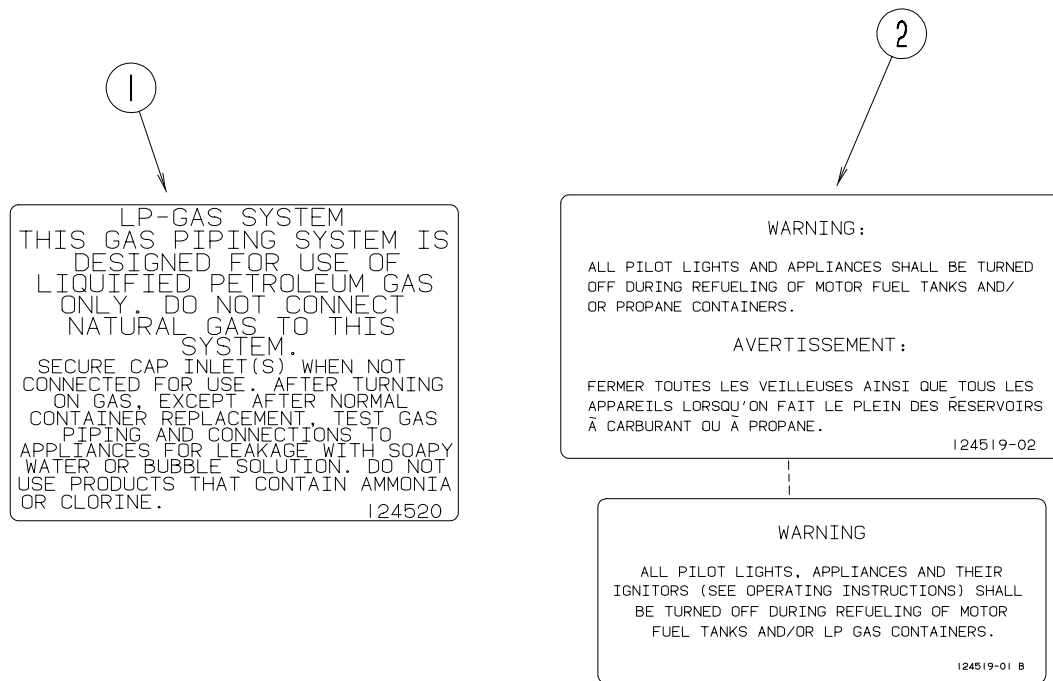 1
2
LP-GAS SYSTEM
THIS GAS PIPING SYSTEM IS
DESIGNED FOR USE OF
LIQUIFIED PETROLEUM GAS
ONLY. DO NOT CONNECT
NATURAL GAS TO THIS
SYSTEM.
SECURE CAP INLET(S) WHEN NOT
CONNECTED FOR USE. AFTER TURNING
ON GAS, EXCEPT AFTER NORMAL
CONTAINER REPLACEMENT, TEST GAS
PIPING AND CONNECTIONS TO
APPLIANCES FOR LEAKAGE WITH SOAPY
WATER OR BUBBLE SOLUTION. DO NOT
USE PRODUCTS THAT CONTAIN AMMONIA
OR CLORINE.
124520
WARNING:
ALL PILOT LIGHTS AND APPLIANCES SHALL BE TURNED
OFF DURING REFUELING OF MOTOR FUEL TANKS AND/
OR PROPANE CONTAINERS.
AVERTISSEMENT:
FERMER TOUTES LES VEILLEUSES AINSI QUE TOUS LES
APPAREILS LORSQU'ON FAIT LE PLEIN DES R̄ESERVOIRS
Ā CARBURANT OU Ā PROPANE.
124519-02
WARNING
ALL PILOT LIGHTS, APPLIANCES AND THEIR
IGNITORS (SEE OPERATING INSTRUCTIONS) SHALL
BE TURNED OFF DURING REFUELING OF MOTOR
FUEL TANKS AND/OR LP GAS CONTAINERS.
124519-01 B